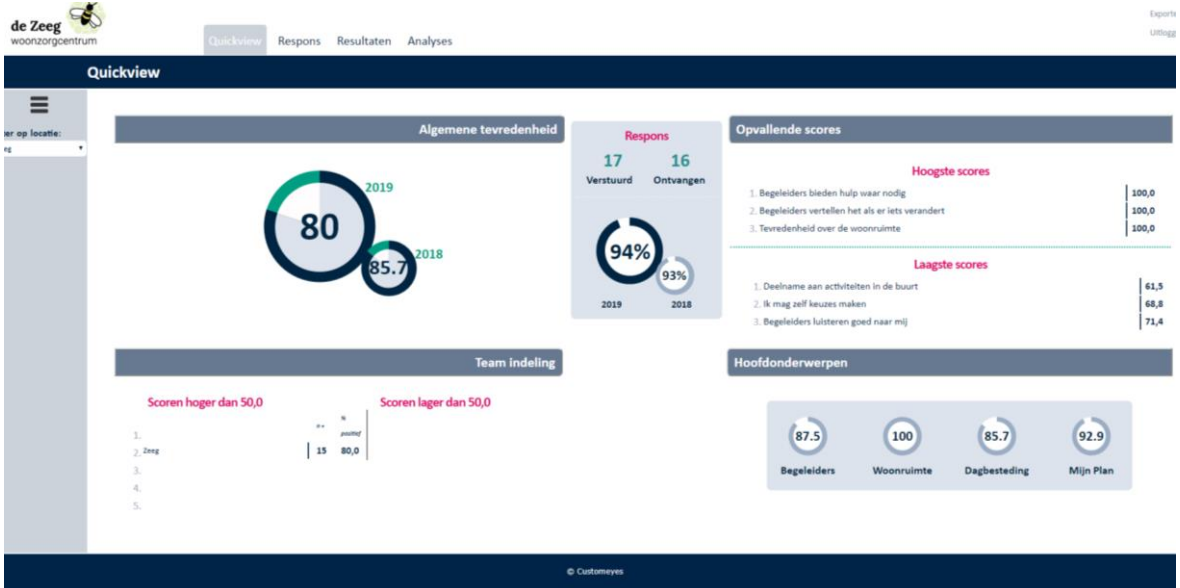 de Zeeg
woonzorgcentrum
Quickview Respons Resultaten Analyses
Exporte
Uitlogg
Quickview
er op locatie:
Algemene tevredenheid
80
2019
85.7
2018
Respons
17 16
Verstuurd Ontvangen
94%
93%
2019 2018
Opvallende scores
Hoogste scores
1. Begeleiders bieden hulp waar nodig 100,0
2. Begeleiders vertellen het als er iets verandert 100,0
3. Tevredenheid over de woonruimte 100,0
Laagste scores
1. Deelname aan activiteiten in de buurt 61,5
2. Ik mag zelf keuzes maken 68,8
3. Begeleiders luisteren goed naar mij 71,4
Team indeling
Scoren hoger dan 50,0 Scoren lager dan 50,0
%
n = positief
1.
2. Zeeg 15 80,0
3.
4.
5.
Hoofdonderwerpen
87.5 100 85.7 92.9
Begeleiders Woonruimte Dagbesteding Mijn Plan
© Customeyes